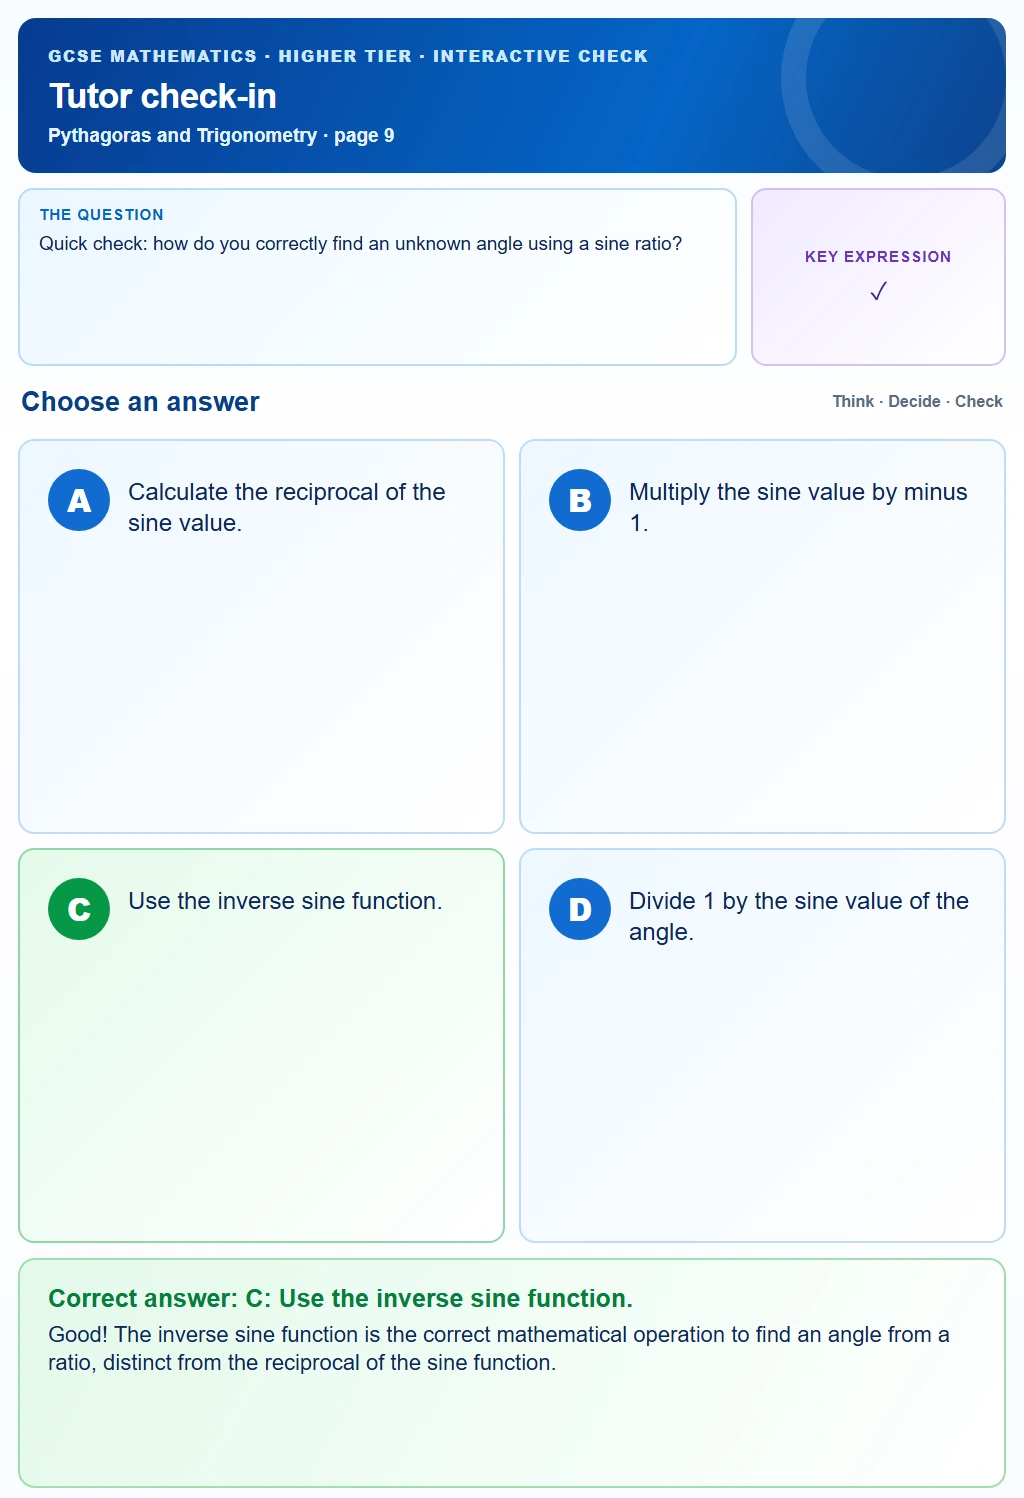 GCSE MATHEMATICS · HIGHER TIER · INTERACTIVE CHECK
Tutor check-in
Pythagoras and Trigonometry · page 9
THE QUESTION
Quick check: how do you correctly find an unknown angle using a sine ratio?
KEY EXPRESSION
✓
Choose an answer
Think · Decide · Check
A
Calculate the reciprocal of the
sine value.
B
Multiply the sine value by minus
1.
C
Use the inverse sine function.
D
Divide 1 by the sine value of the
angle.
Correct answer: C: Use the inverse sine function.
Good! The inverse sine function is the correct mathematical operation to find an angle from a
ratio, distinct from the reciprocal of the sine function.